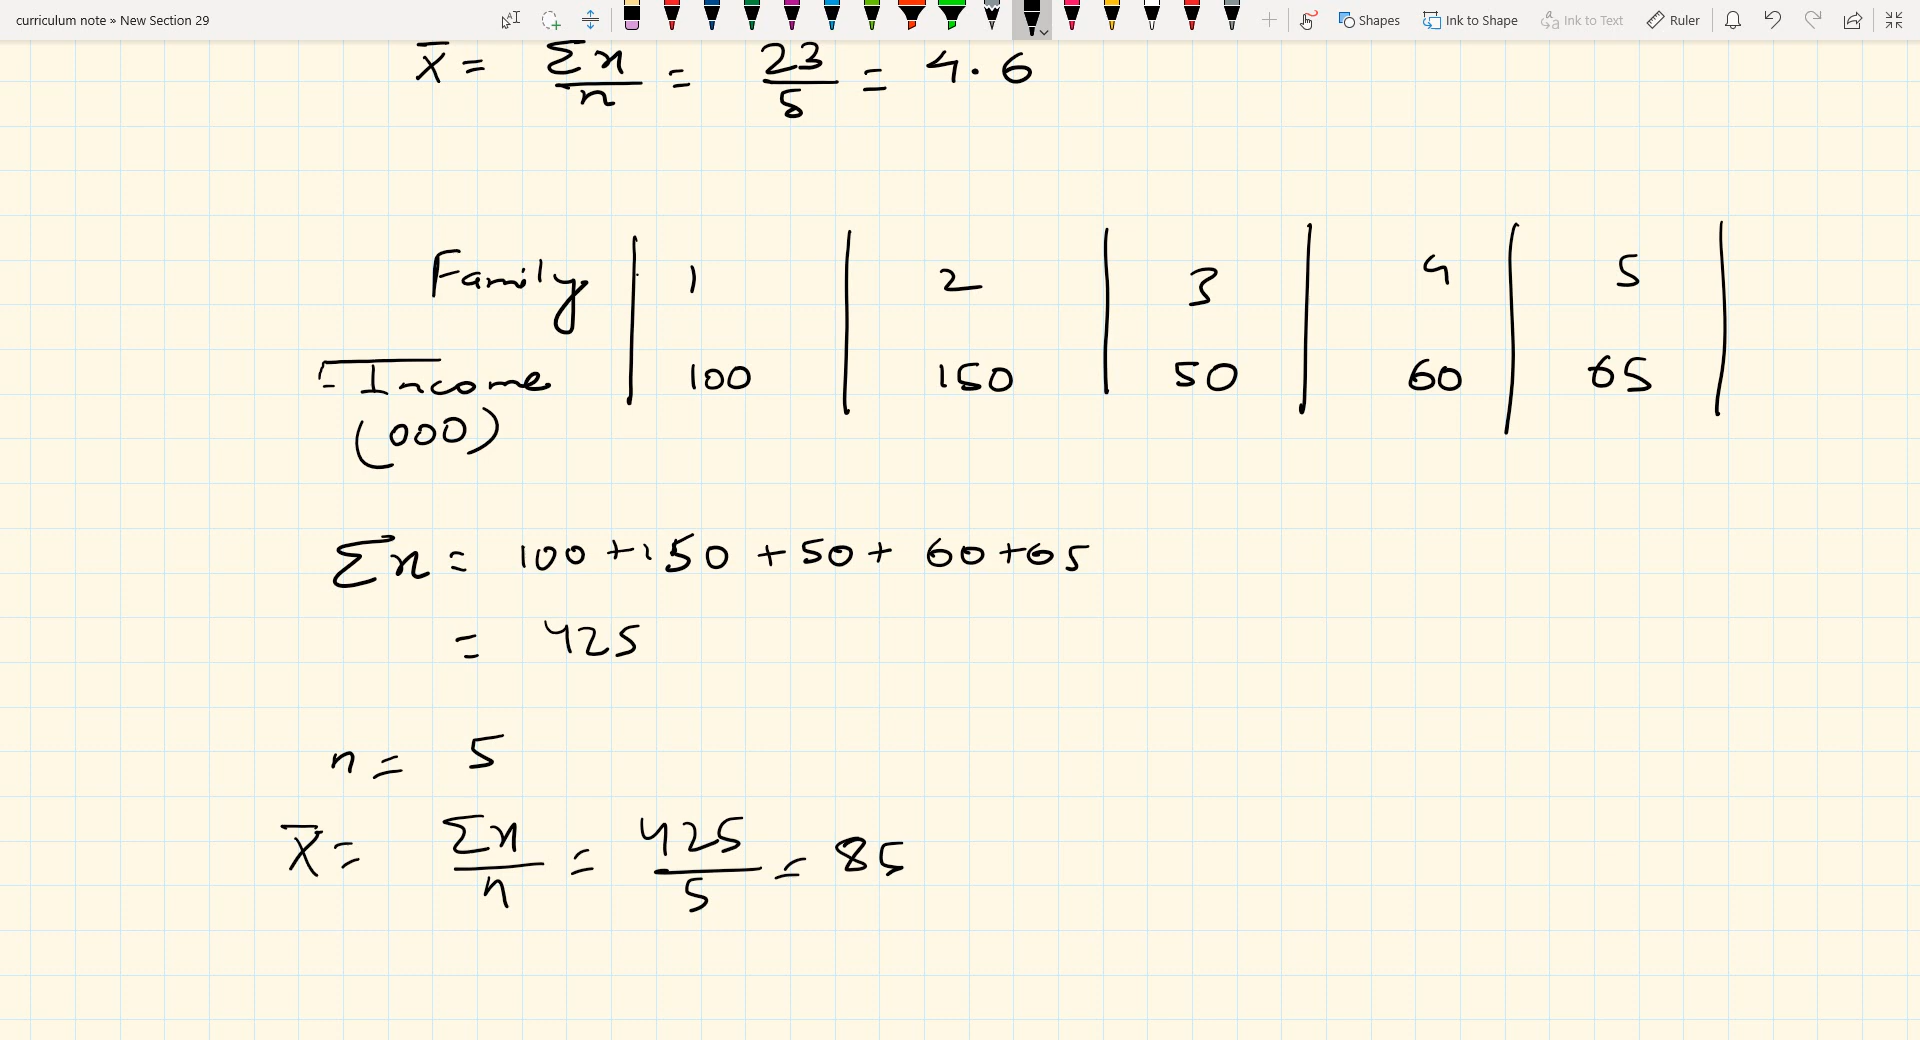 curriculum note » New Section 29
Shapes Ink to Shape Ink to Text Ruler
X̄ = Σx/n = 23/5 = 4.6
Family | 1 | 2 | 3 | 4 | 5 |
Income | 100 | 150 | 50 | 60 | 65 |
(000)
Σx = 100 + 150 + 50 + 60 + 65
= 425
n = 5
X̄ = Σx/n = 425/5 = 85